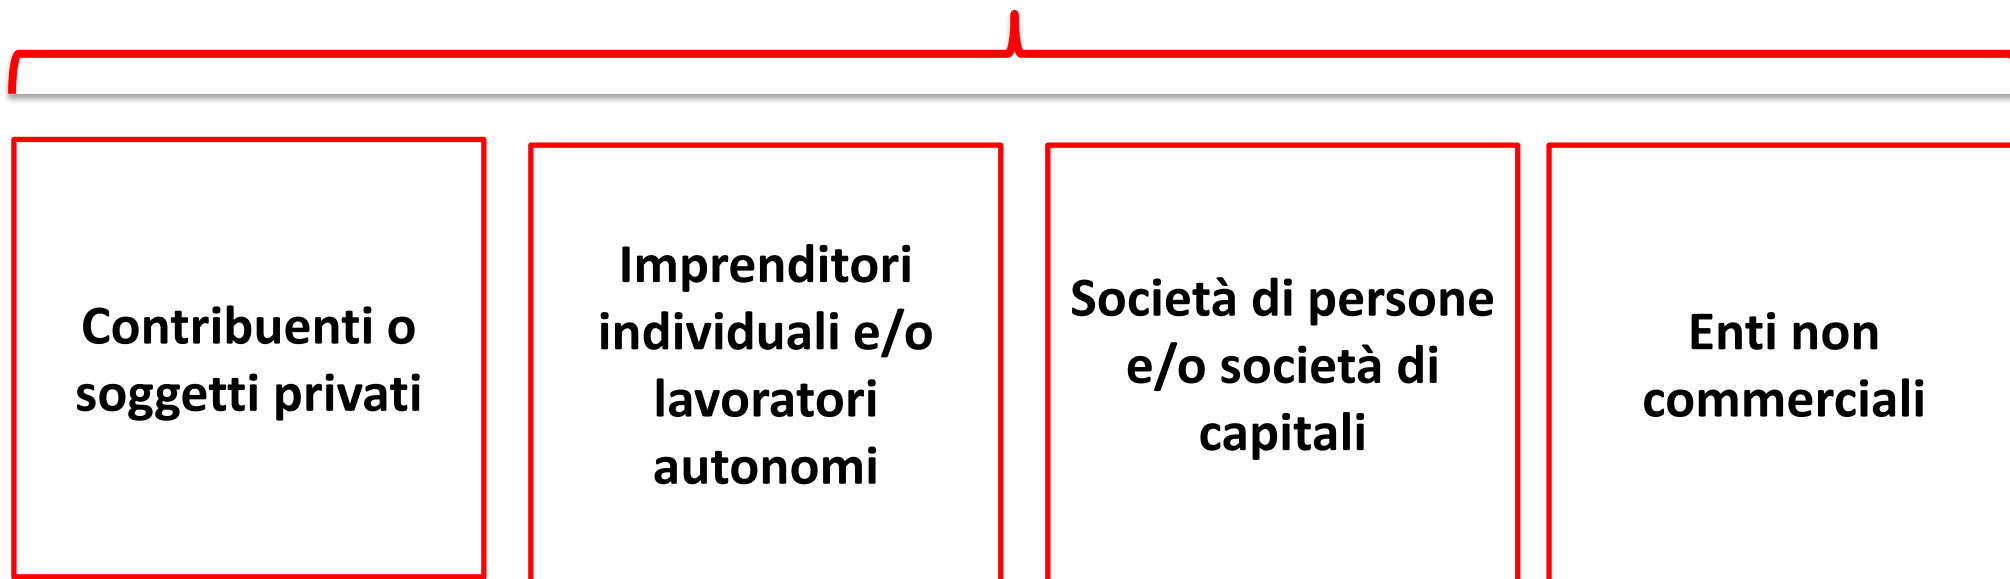 Contribuenti o
soggetti privati
Imprenditori
individuali e/o
lavoratori
autonomi
Società di persone
e/o società di
capitali
Enti non
commerciali